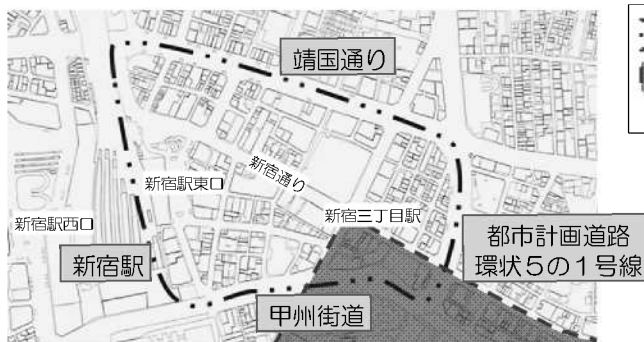 靖国通り
新宿通り
新宿駅東口
新宿三丁目駅
新宿駅西口
都市計画道路
環状5の1号線
新宿駅
甲州街道